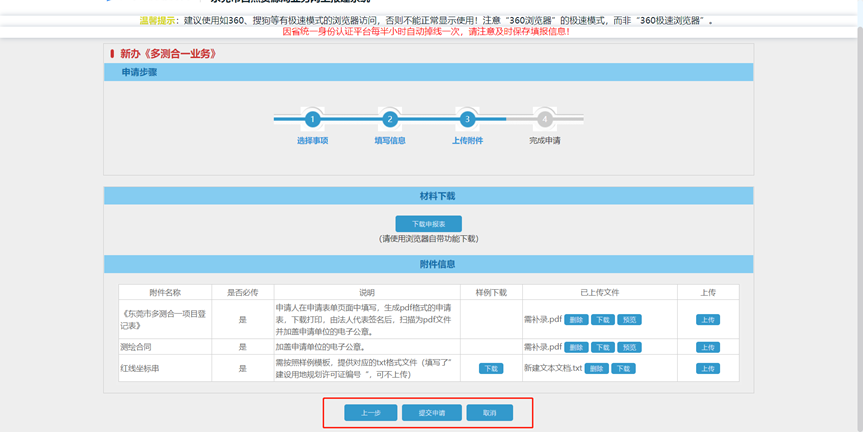 温馨提示：建议使用如360、搜狗等有极速模式的浏览器访问，否则不能正常显示使用！注意“360浏览器”的极速模式，而非“360极速浏览器”。
因省统一身份认证平台每半小时自动掉线一次，请注意及时保存填报信息！
新办《多测合一业务》
申请步骤
1 2 3 4
选择事项 填写信息 上传附件 完成申请
材料下载
下载申报表
(请使用浏览器自带功能下载)
附件信息
附件名称 是否必传 说明 样例下载 已上传文件 上传
《东莞市多测合一项目登记表》 是 申请人在申请表单页面中填写，生成pdf格式的申请表，下载打印，由法人代表签名后，扫描为pdf文件并加盖申请单位的电子公章。 需补录.pdf 删除 下载 预览 上传
测绘合同 是 加盖申请单位的电子公章。 需补录.pdf 删除 下载 预览 上传
红线坐标串 是 需按照样例模板，提供对应的txt格式文件（填写了“建设用地规划许可证编号“，可不上传） 下载 新建文本文档.txt 删除 下载 上传
上一步 提交申请 取消